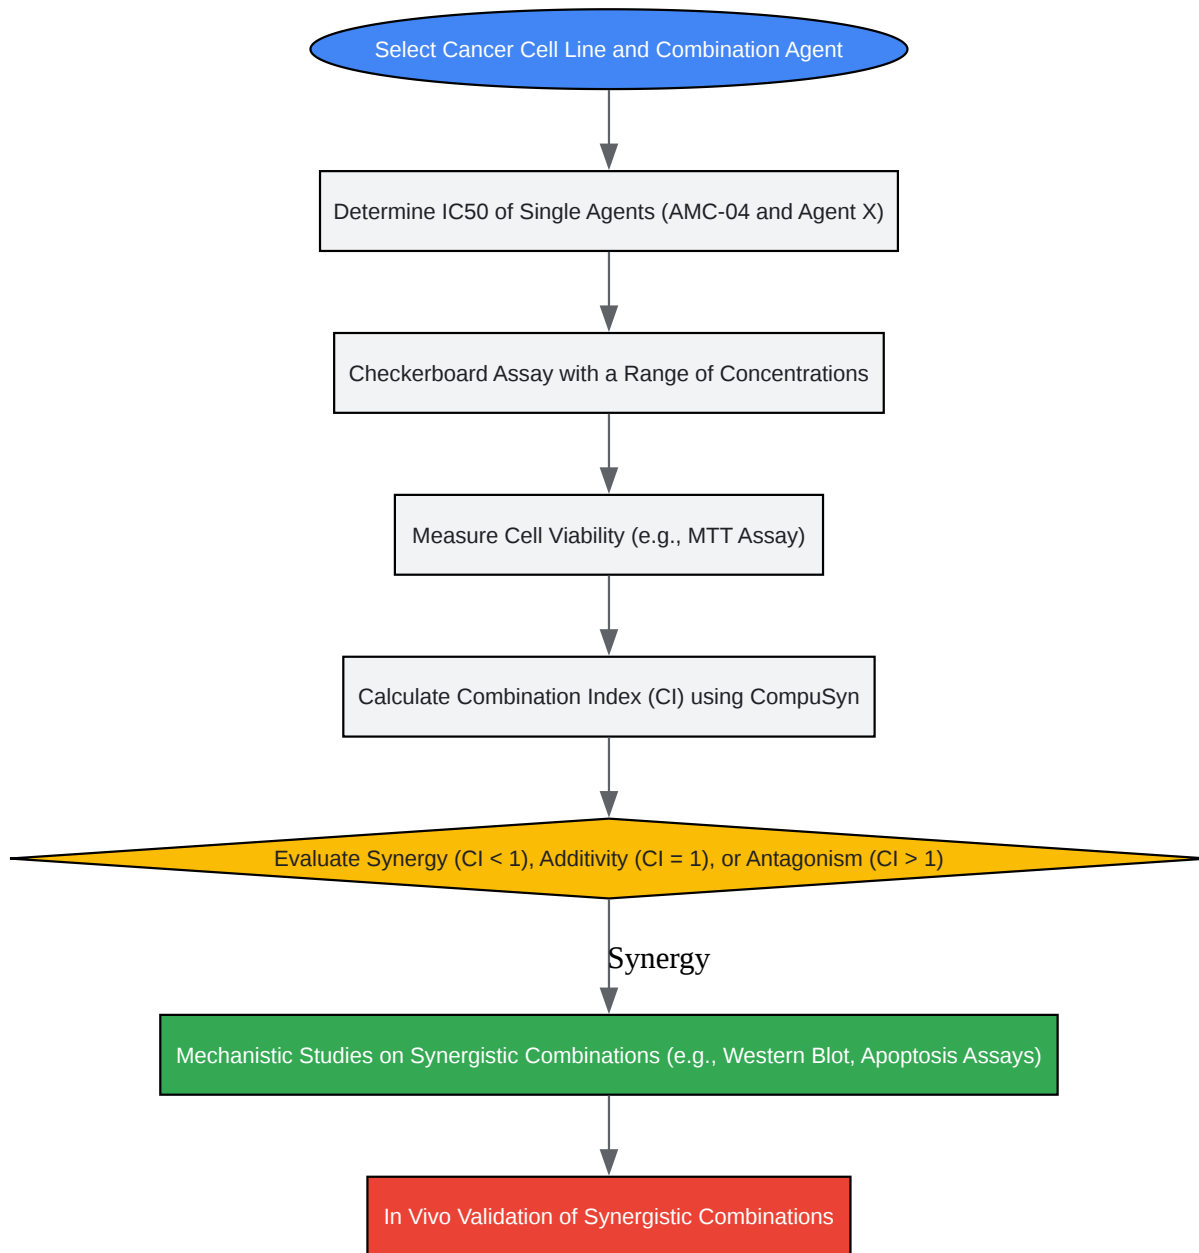 Select Cancer Cell Line and Combination Agent
Determine IC50 of Single Agents (AMC-04 and Agent X)
Checkerboard Assay with a Range of Concentrations
Measure Cell Viability (e.g., MTT Assay)
Calculate Combination Index (CI) using CompuSyn
Evaluate Synergy (CI < 1), Additivity (CI = 1), or Antagonism (CI > 1)
Synergy
Mechanistic Studies on Synergistic Combinations (e.g., Western Blot, Apoptosis Assays)
In Vivo Validation of Synergistic Combinations